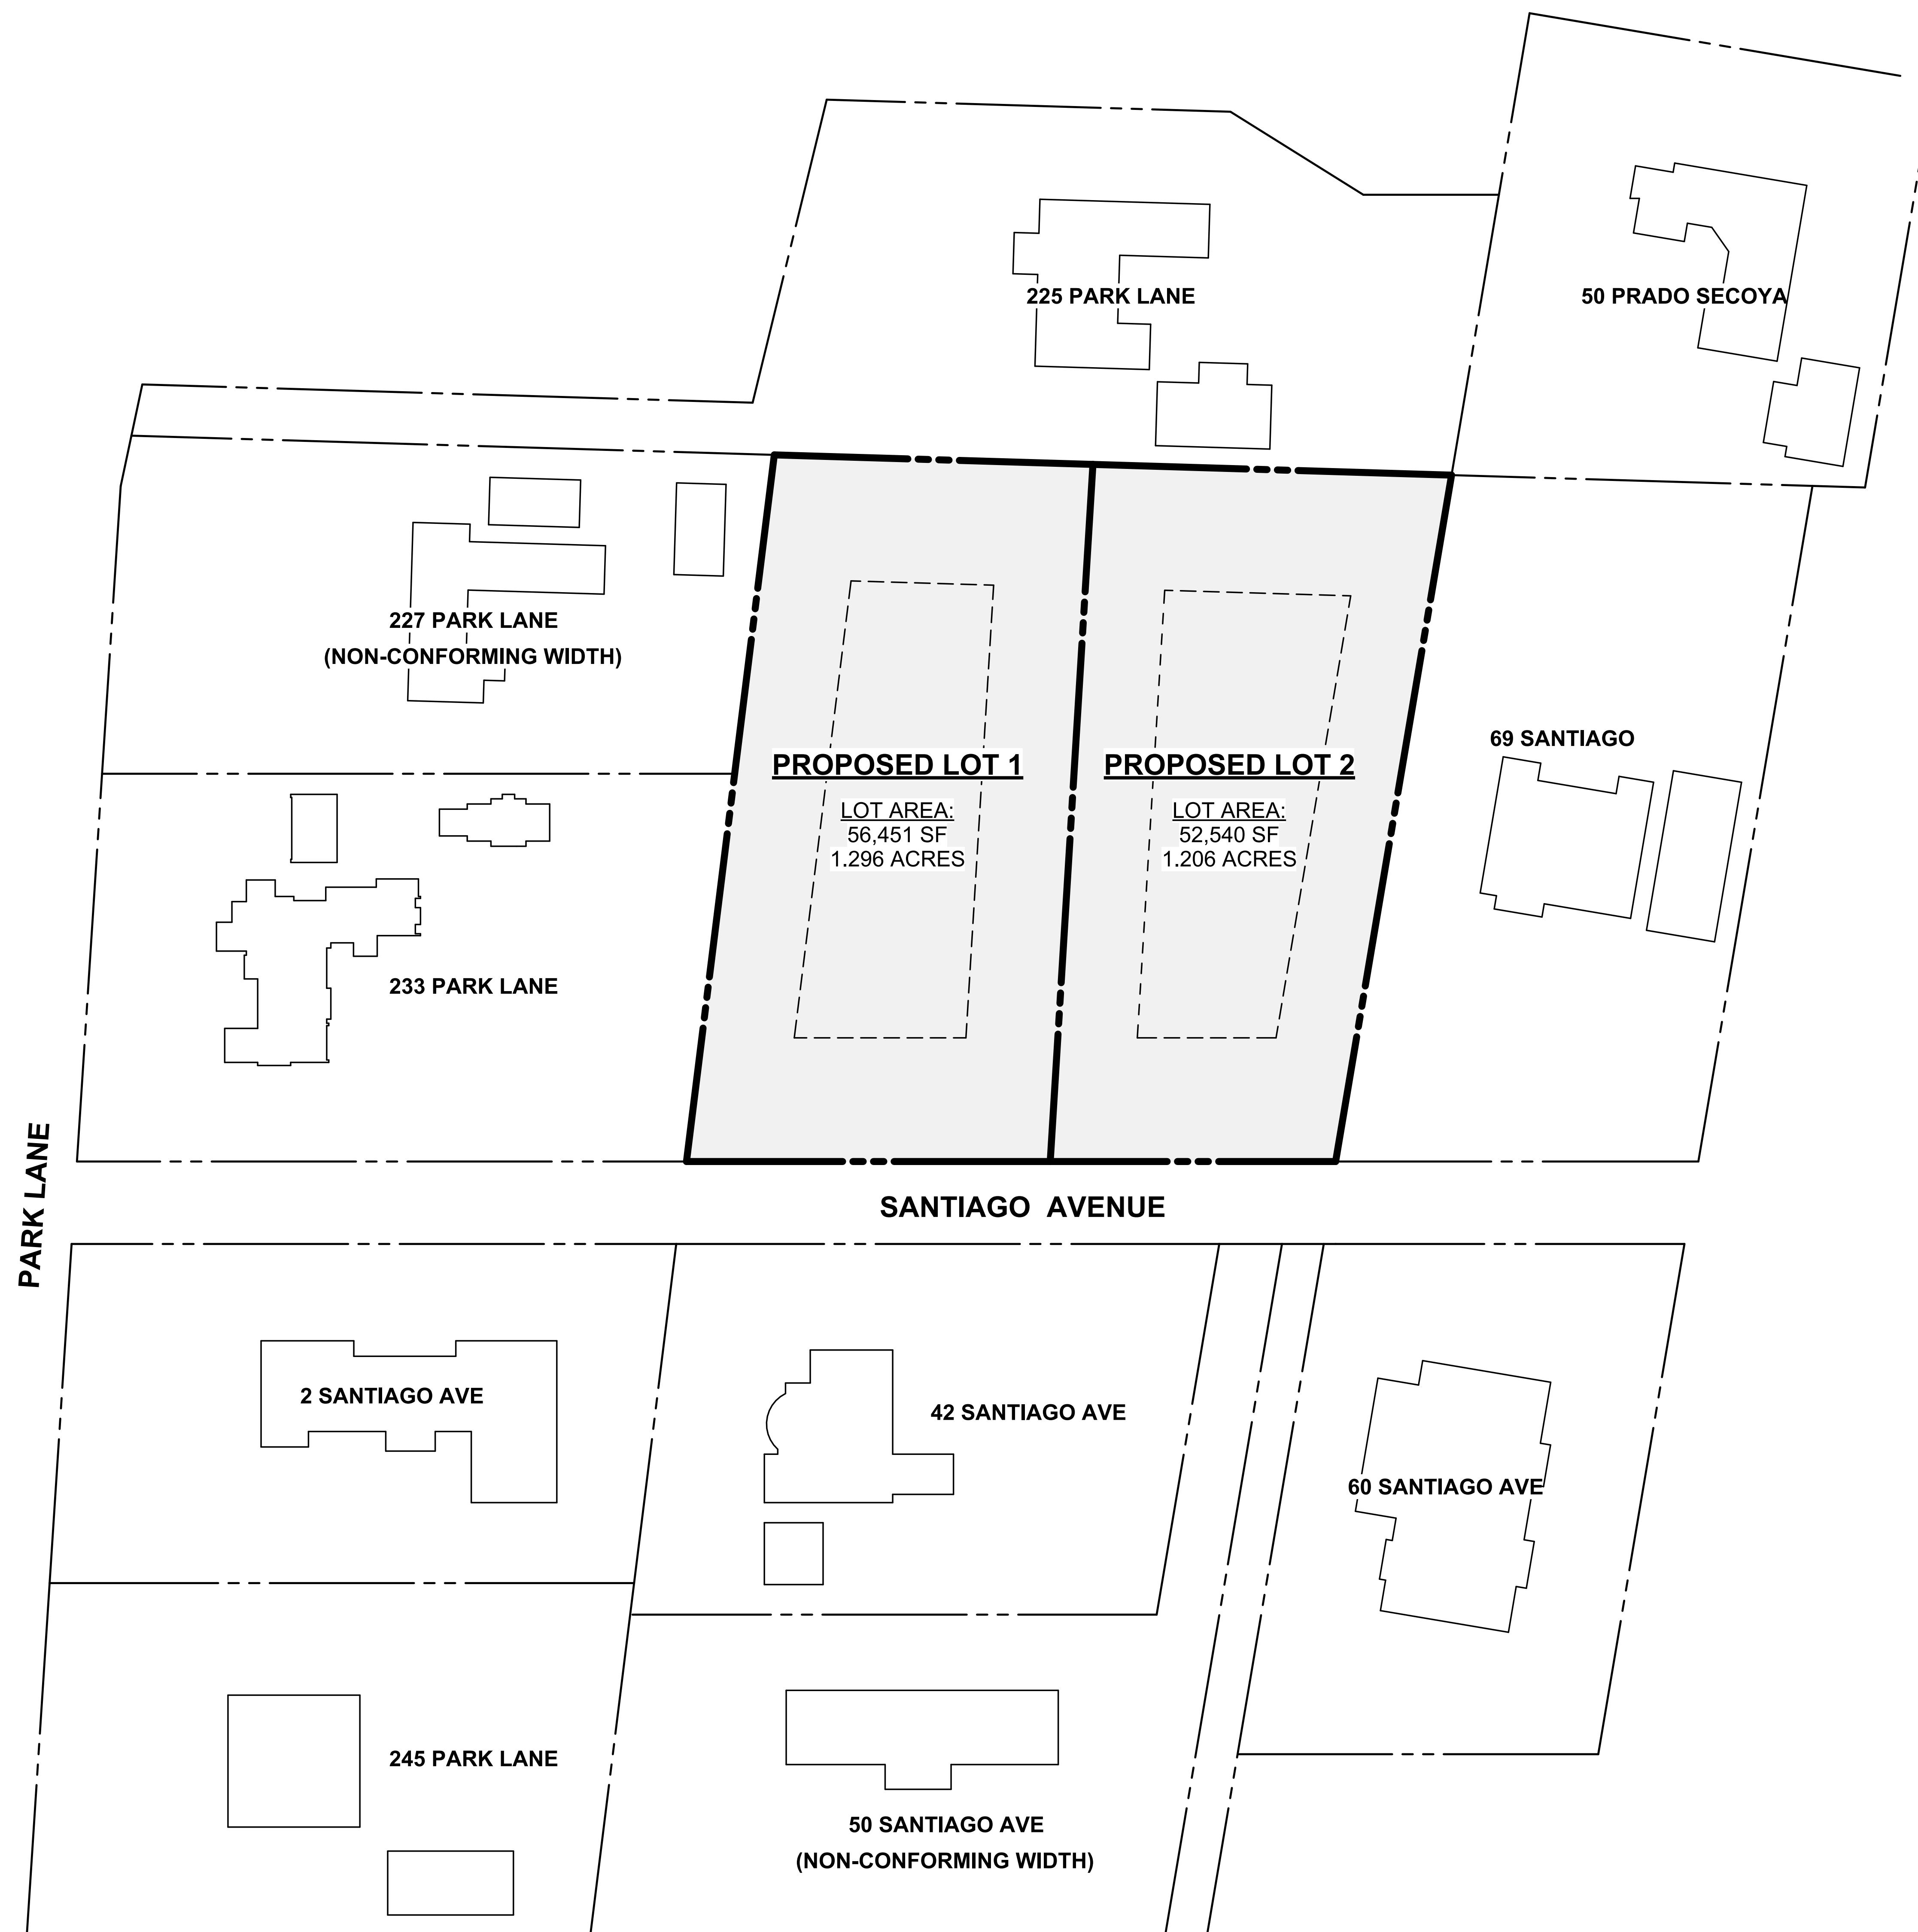 225 PARK LANE
50 PRADO SECOYA
227 PARK LANE
(NON-CONFORMING WIDTH)
69 SANTIAGO
PROPOSED LOT 1
LOT AREA:
56,451 SF
1.296 ACRES
PROPOSED LOT 2
LOT AREA:
52,540 SF
1.206 ACRES
233 PARK LANE
PARK LANE
SANTIAGO AVENUE
2 SANTIAGO AVE
42 SANTIAGO AVE
60 SANTIAGO AVE
245 PARK LANE
50 SANTIAGO AVE
(NON-CONFORMING WIDTH)